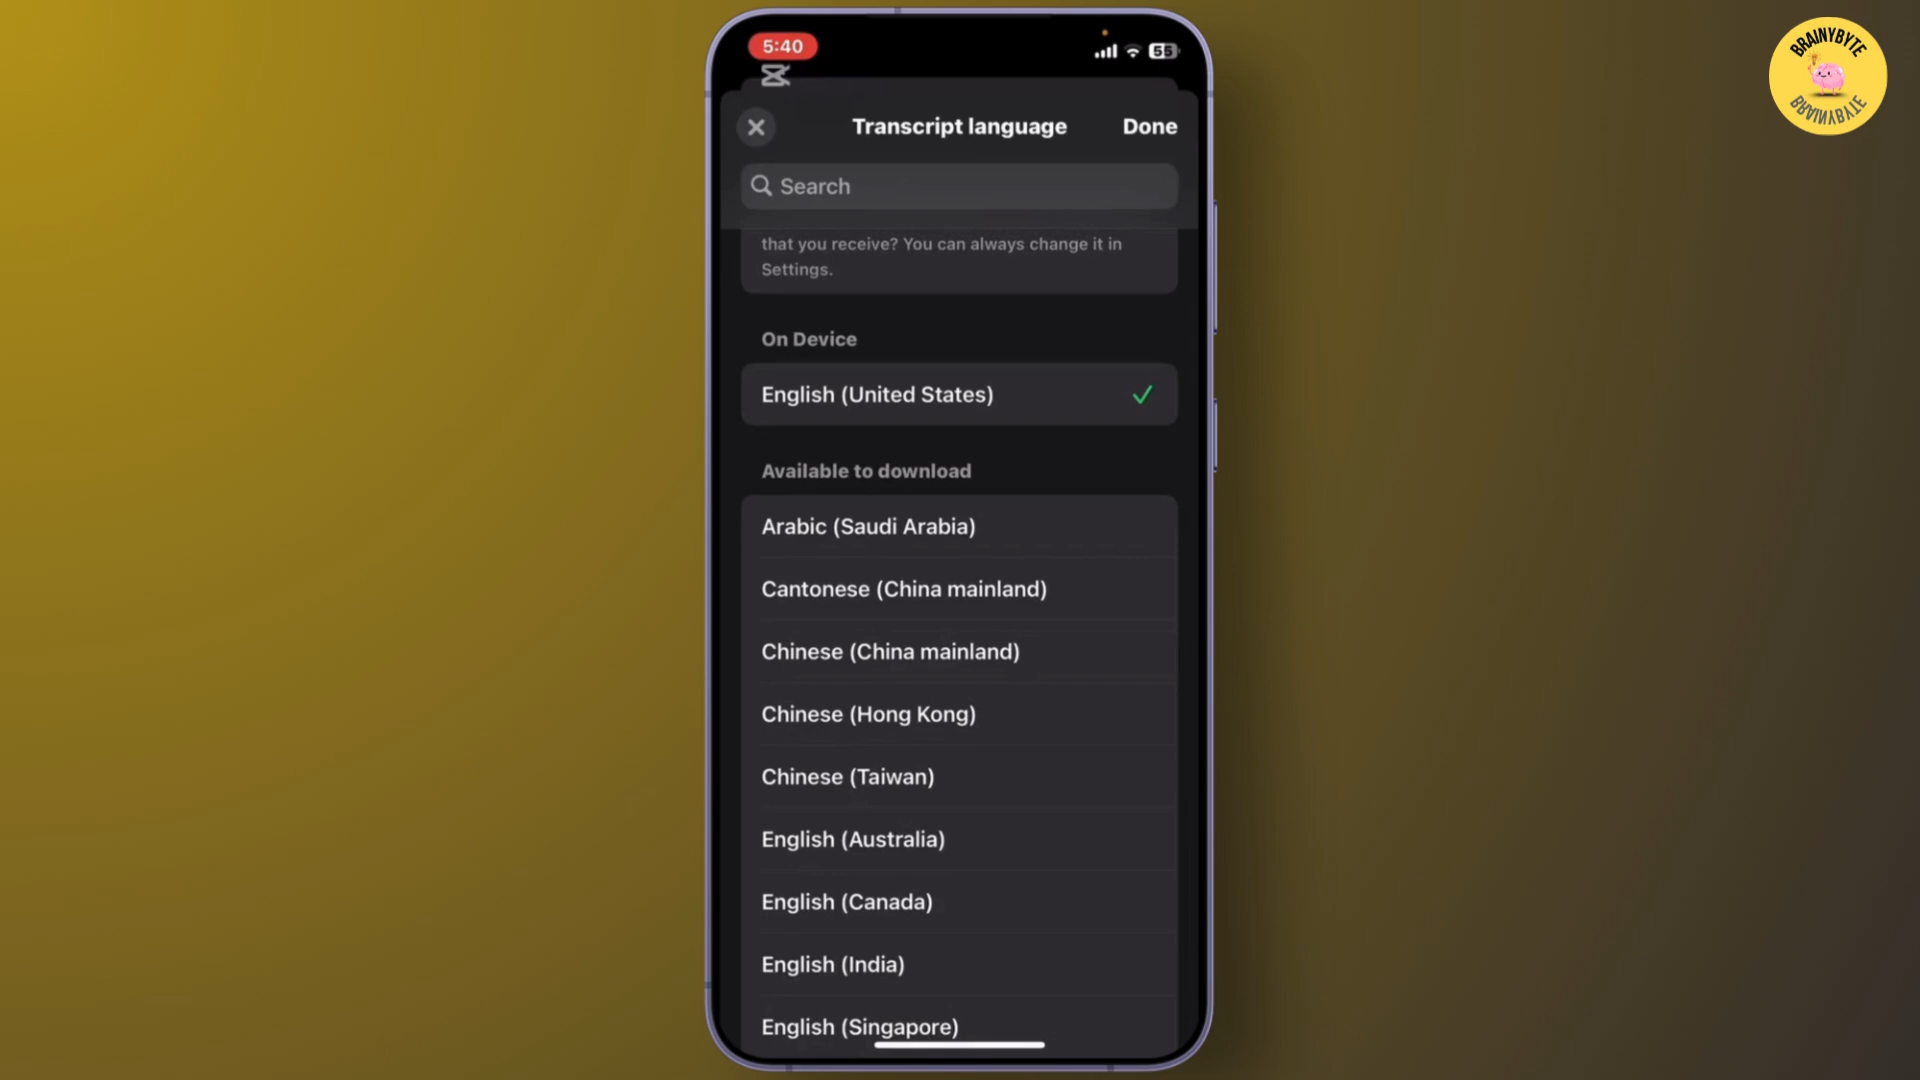 5:40
55
BRAINYBYTE
BRAINYBYTE
Transcript language
Done
Search
that you receive? You can always change it in
Settings.
On Device
English (United States)
Available to download
Arabic (Saudi Arabia)
Cantonese (China mainland)
Chinese (China mainland)
Chinese (Hong Kong)
Chinese (Taiwan)
English (Australia)
English (Canada)
English (India)
English (Singapore)